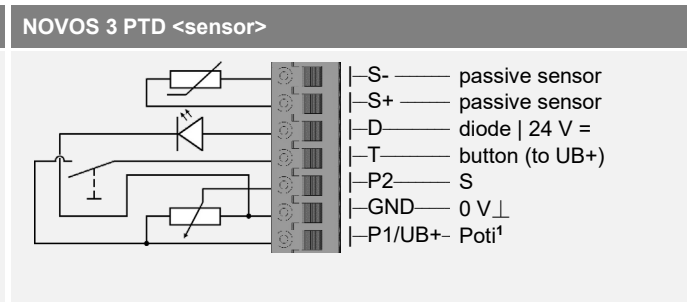 NOVOS 3 PTD <sensor>
S- passive sensor
S+ passive sensor
D diode | 24 V =
T button (to UB+)
P2 S
GND 0 V⊥
P1/UB+ Poti¹